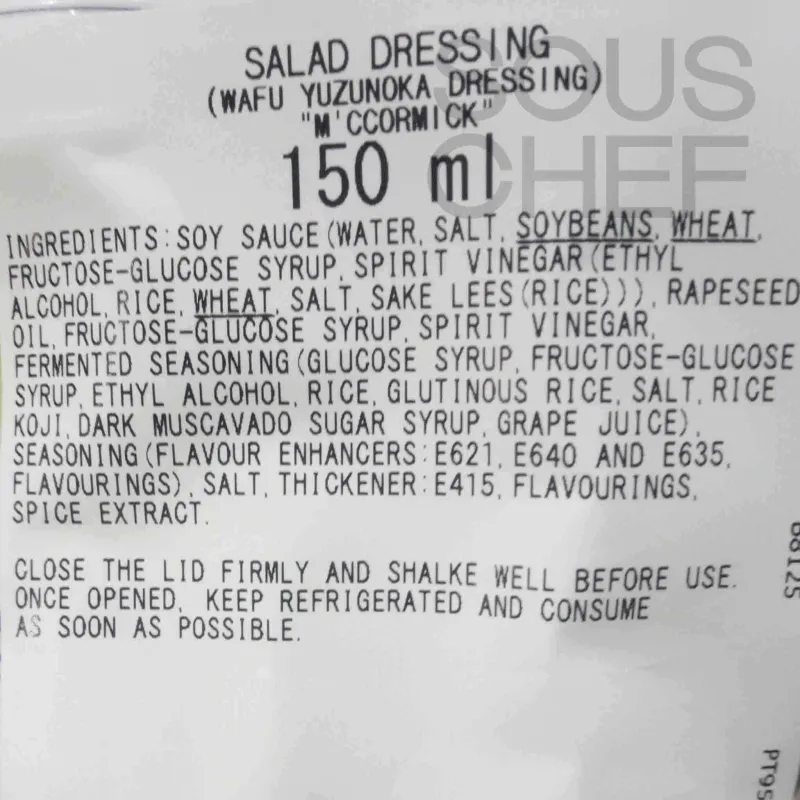 SOUS
CHEF
SALAD DRESSING
(WAFU YUZUNOKA DRESSING)
"M'CCORMICK"
150 ml
INGREDIENTS:SOY SAUCE(WATER, SALT, SOYBEANS, WHEAT,
FRUCTOSE-GLUCOSE SYRUP, SPIRIT VINEGAR(ETHYL
ALCOHOL, RICE, WHEAT, SALT, SAKE LEES(RICE))), RAPESEED
OIL, FRUCTOSE-GLUCOSE SYRUP, SPIRIT VINEGAR,
FERMENTED SEASONING(GLUCOSE SYRUP, FRUCTOSE-GLUCOSE
SYRUP, ETHYL ALCOHOL, RICE, GLUTINOUS RICE, SALT, RICE
KOJI, DARK MUSCAVADO SUGAR SYRUP, GRAPE JUICE),
SEASONING(FLAVOUR ENHANCERS:E621, E640 AND E635,
FLAVOURINGS), SALT, THICKENER:E415, FLAVOURINGS,
SPICE EXTRACT.
CLOSE THE LID FIRMLY AND SHALKE WELL BEFORE USE.
ONCE OPENED, KEEP REFRIGERATED AND CONSUME
AS SOON AS POSSIBLE.